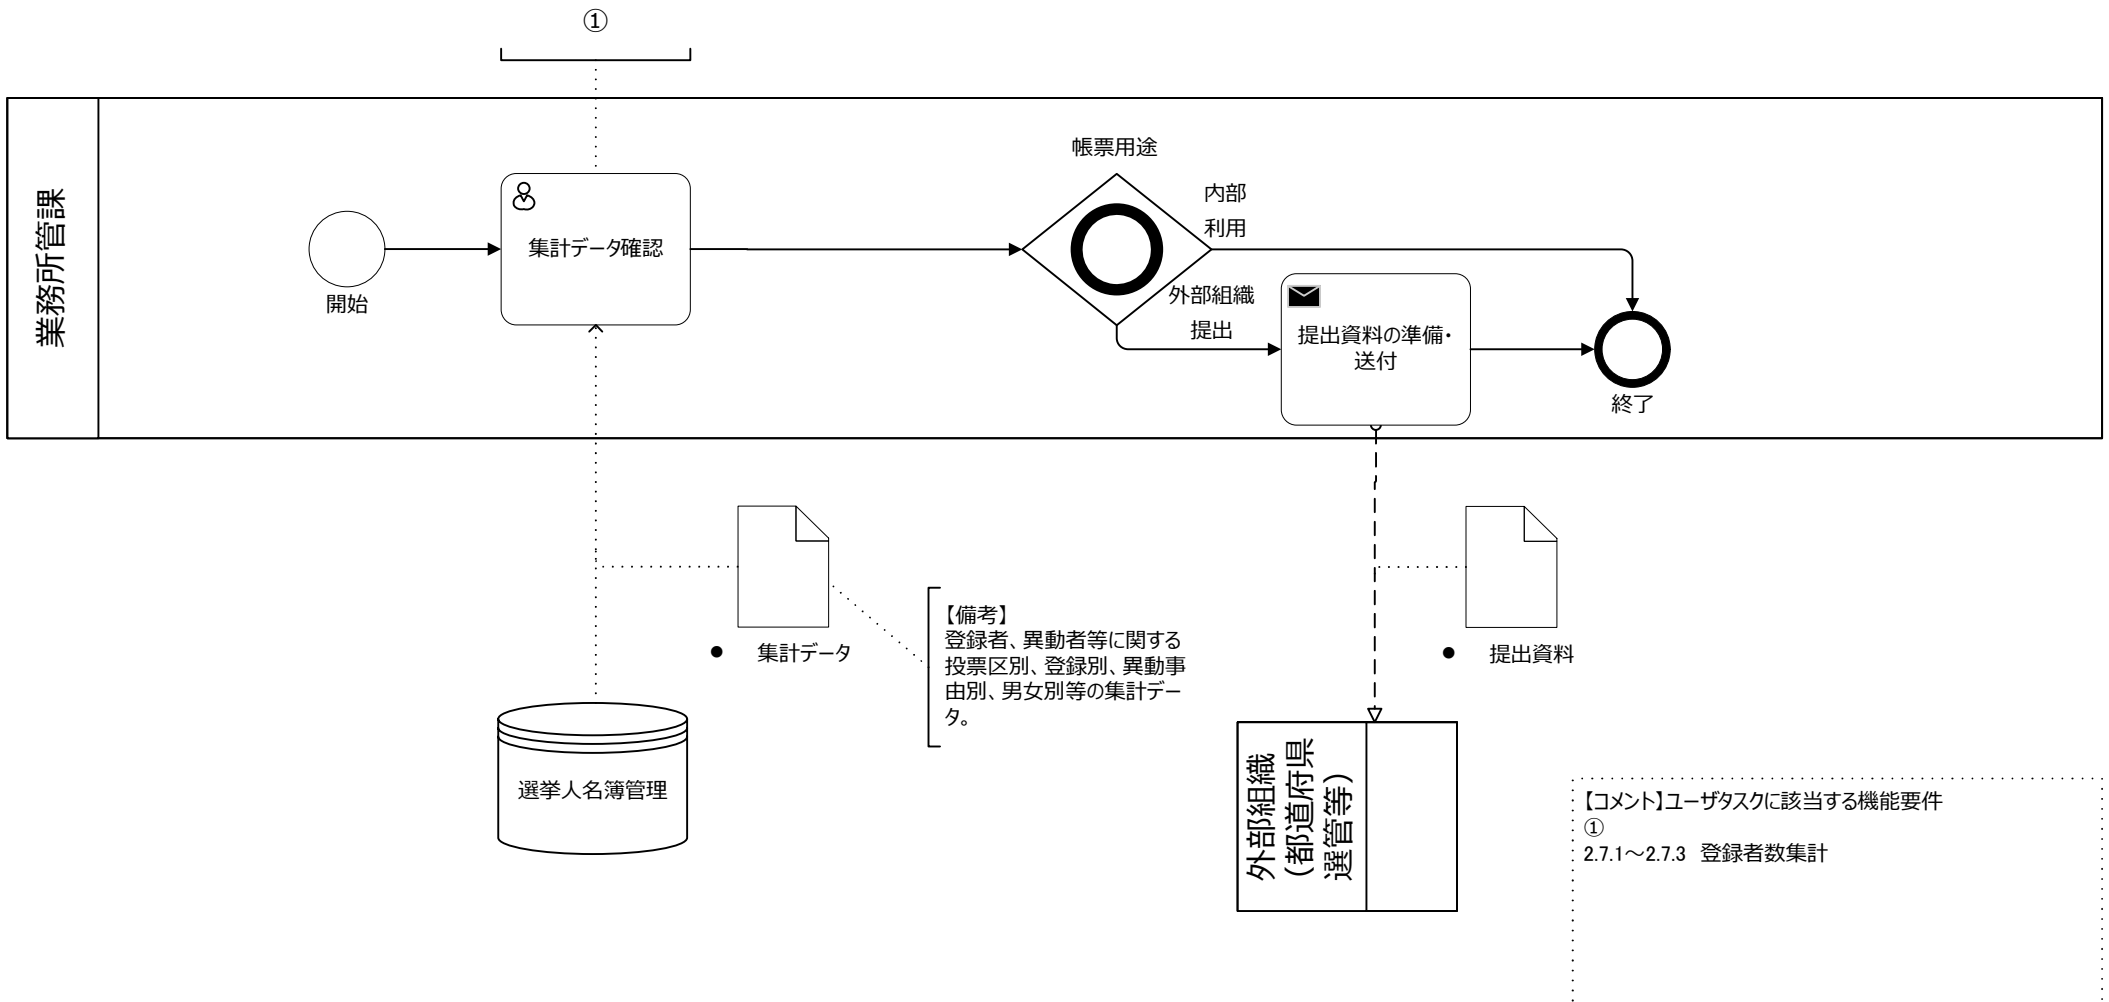 ①
業務所管課
開始
集計データ確認
帳票用途
内部
利用
外部組織
提出
提出資料の準備・
送付
終了
● 集計データ
【備考】
登録者、異動者等に関する
投票区別、登録別、異動事
由別、男女別等の集計デー
タ。
● 提出資料
選挙人名簿管理
外部組織
(都道府県
選管等)
【コメント】ユーザタスクに該当する機能要件
①
2.7.1～2.7.3 登録者数集計